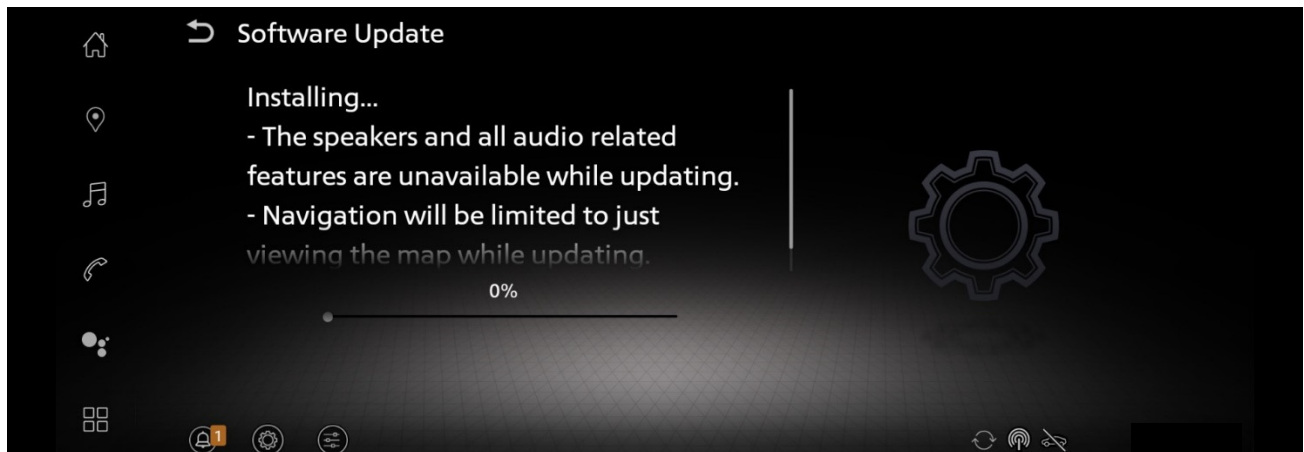 Software Update
Installing...
- The speakers and all audio related
features are unavailable while updating.
- Navigation will be limited to just
viewing the map while updating.
0%
1